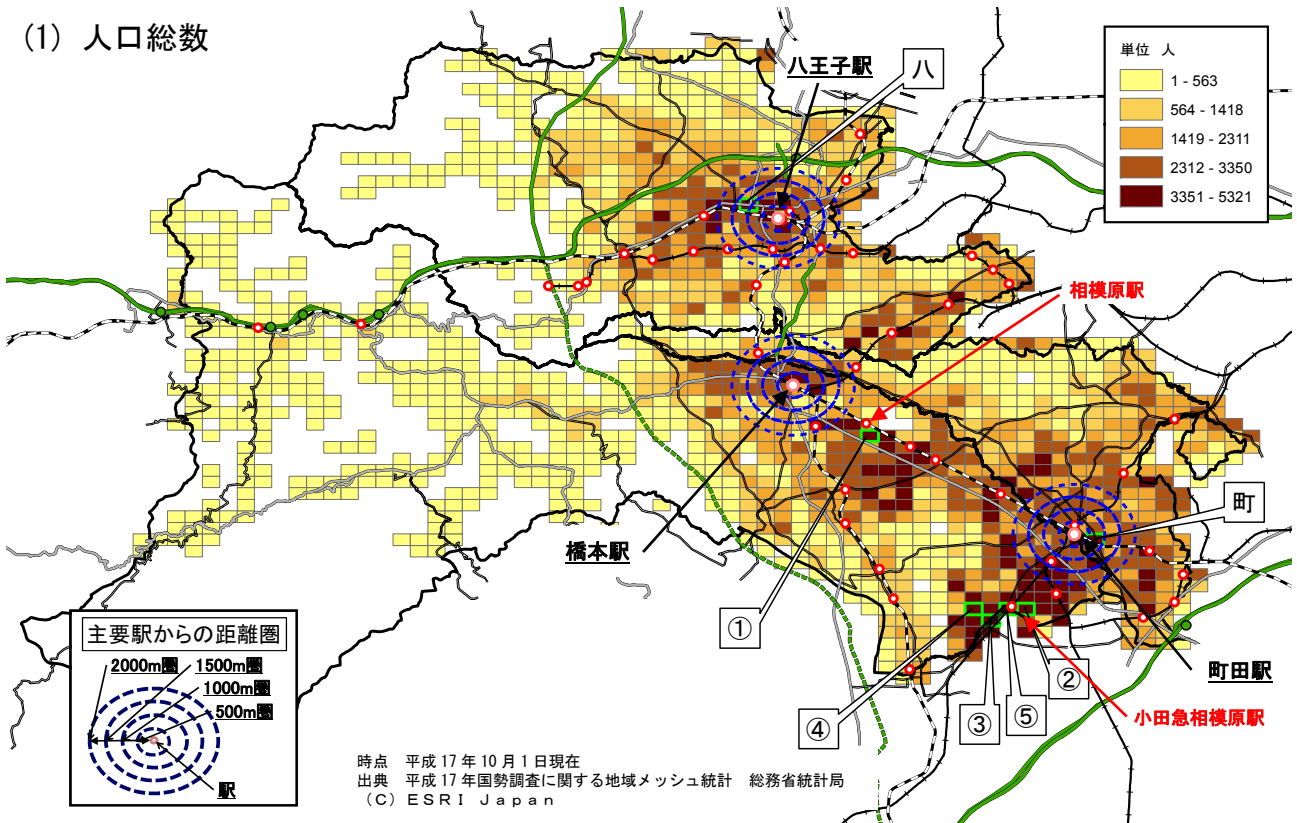 (1) 人口総数
八王子駅
八
単位 人
1 - 563
564 - 1418
1419 - 2311
2312 - 3350
3351 - 5321
相模原駅
町
橋本駅
①
町田駅
②
小田急相模原駅
⑤
③
④
主要駅からの距離圏
2000m圏
1500m圏
1000m圏
500m圏
駅
時点 平成17年10月1日現在
出典 平成17年国勢調査に関する地域メッシュ統計 総務省統計局
(C) ESRI Japan